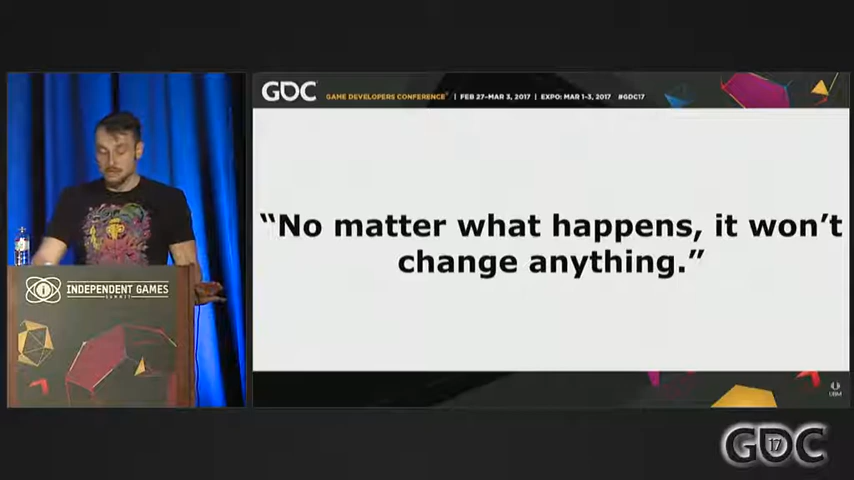 GDC
GAME DEVELOPERS CONFERENCE® | FEB 27–MAR 3, 2017 | EXPO: MAR 1–3, 2017 #GDC17
“No matter what happens, it won’t
change anything.”
INDEPENDENT GAMES
SUMMIT
UBM
GDC
17